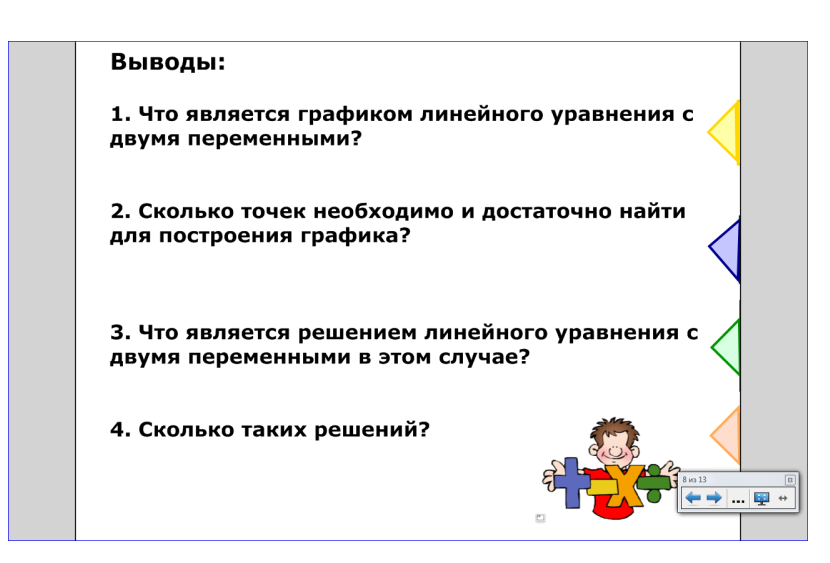 Выводы:
1. Что является графиком линейного уравнения с
двумя переменными?
2. Сколько точек необходимо и достаточно найти
для построения графика?
3. Что является решением линейного уравнения с
двумя переменными в этом случае?
4. Сколько таких решений?
8 из 13